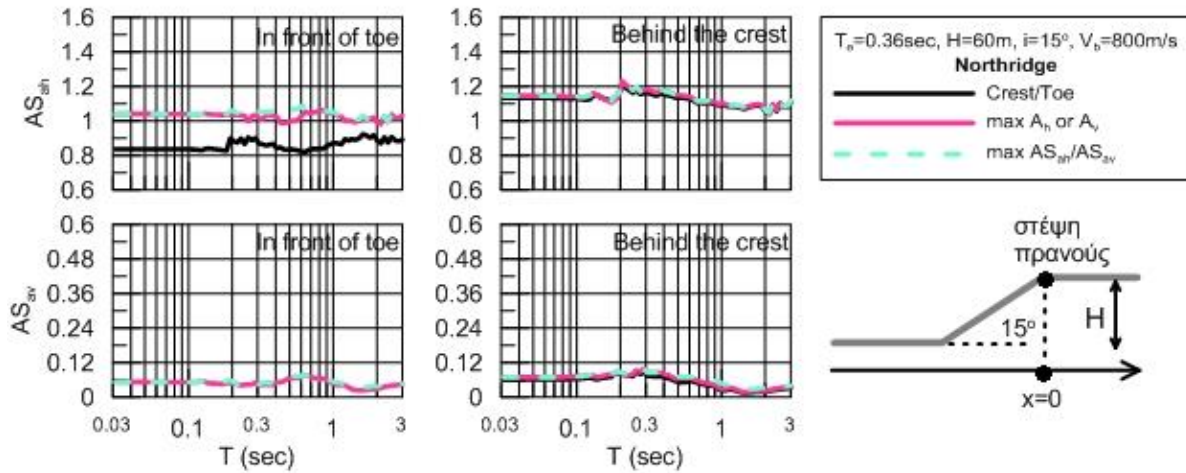 1.6
1.4
1.2
1
0.8
0.6
AS_ah
In front of toe
1.6
1.4
1.2
1
0.8
0.6
Behind the crest
T_e=0.36sec, H=60m, i=15°, V_b=800m/s
Northridge
Crest/Toe
max A_h or A_v
max AS_ah/AS_av
0.6
0.48
0.36
0.24
0.12
0
AS_av
In front of toe
0.03
0.1
0.3
1
3
T (sec)
0.6
0.48
0.36
0.24
0.12
0
Behind the crest
0.03
0.1
0.3
1
3
T (sec)
στέψη
πρανούς
15°
H
x=0